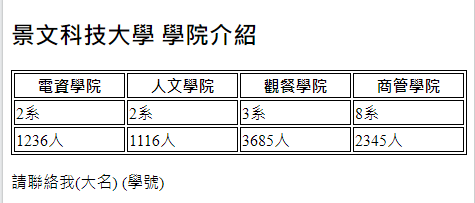 景文科技大學 學院介紹
電資學院 人文學院 觀餐學院 商管學院
2系 2系 3系 8系
1236人 1116人 3685人 2345人
請聯絡我(大名) (學號)